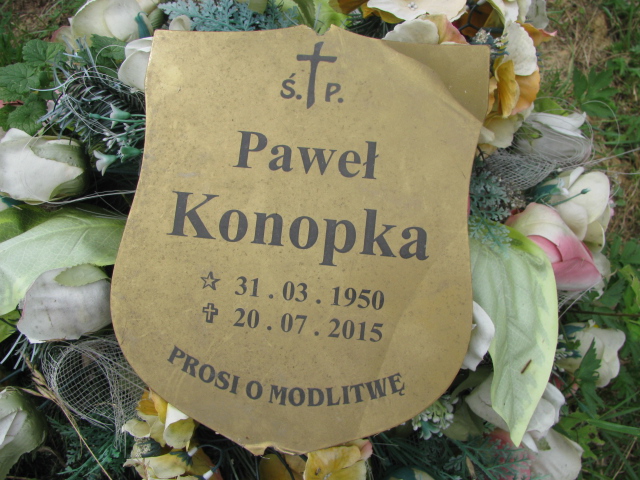 Ś. P.
Paweł
Konopka
☆ 31.03.1950
✞ 20.07.2015
PROSI O MODLITWĘ